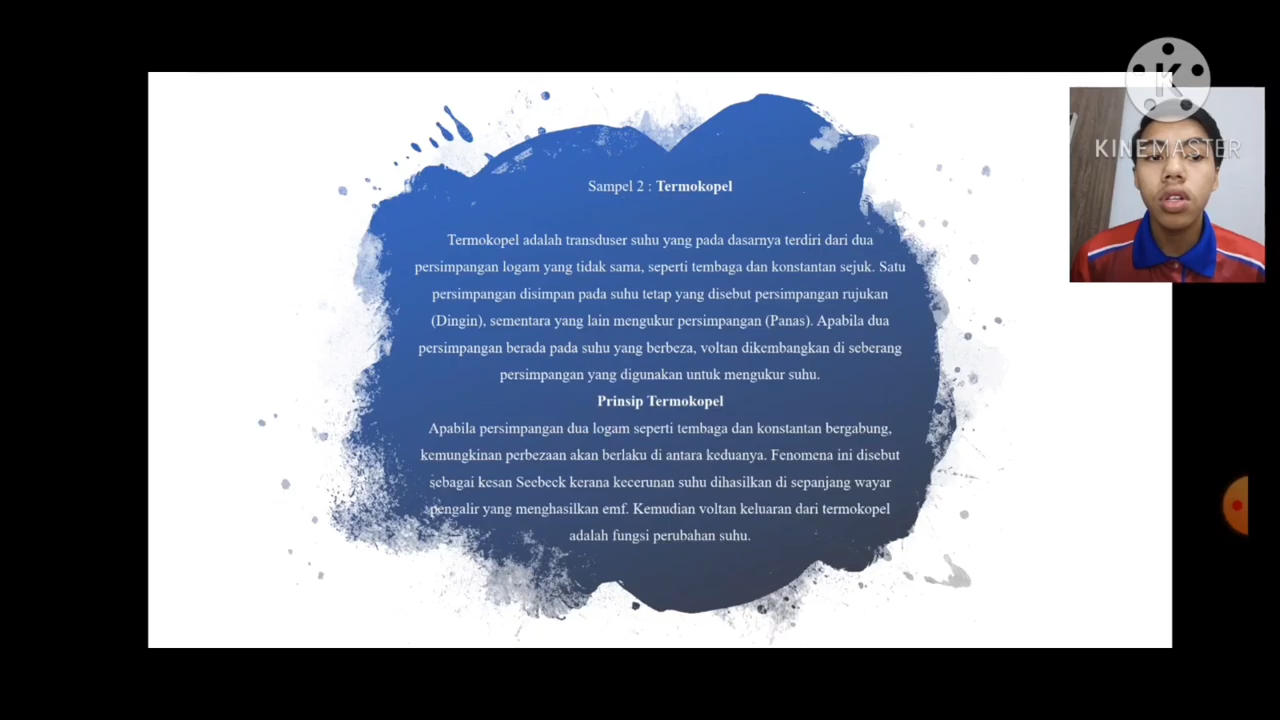 K
KINEMASTER
Sampel 2 : Termokopel
Termokopel adalah transduser suhu yang pada dasarnya terdiri dari dua
persimpangan logam yang tidak sama, seperti tembaga dan konstantan sejuk. Satu
persimpangan disimpan pada suhu tetap yang disebut persimpangan rujukan
(Dingin), sementara yang lain mengukur persimpangan (Panas). Apabila dua
persimpangan berada pada suhu yang berbeza, voltan dikembangkan di seberang
persimpangan yang digunakan untuk mengukur suhu.
Prinsip Termokopel
Apabila persimpangan dua logam seperti tembaga dan konstantan bergabung,
kemungkinan perbezaan akan berlaku di antara keduanya. Fenomena ini disebut
sebagai kesan Seebeck kerana kecerunan suhu dihasilkan di sepanjang wayar
pengalir yang menghasilkan emf. Kemudian voltan keluaran dari termokopel
adalah fungsi perubahan suhu.